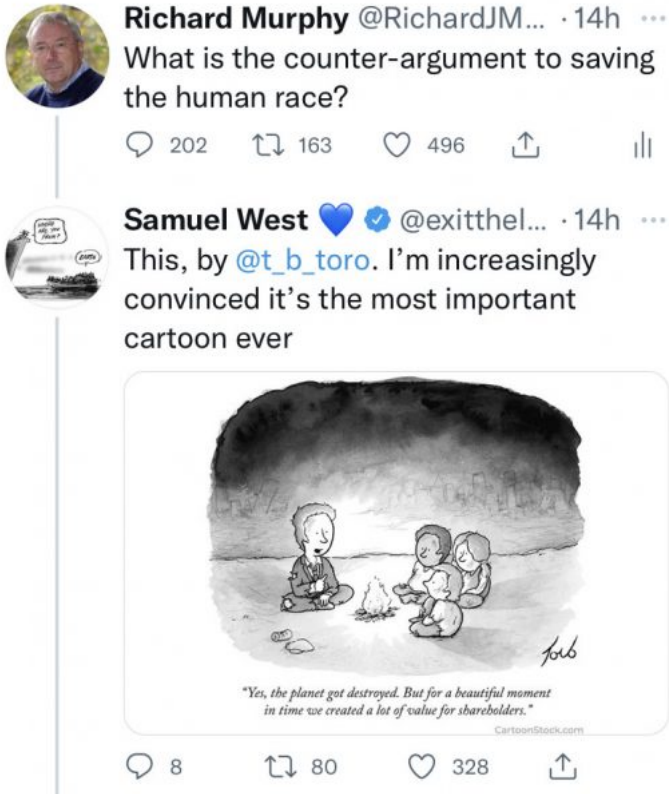 Richard Murphy @RichardJM... · 14h ...
What is the counter-argument to saving
the human race?
202 163 496
Samuel West 💙 @exitthel... · 14h ...
This, by @t_b_toro. I'm increasingly
convinced it's the most important
cartoon ever
EARTH
Toro
"Yes, the planet got destroyed. But for a beautiful moment
in time we created a lot of value for shareholders."
CartoonStock.com
8 80 328